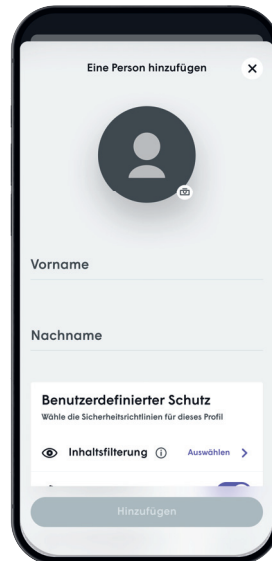 Eine Person hinzufügen
Vorname
Nachname
Benutzerdefinierter Schutz
Wähle die Sicherheitsrichtlinien für dieses Profil
Inhaltsfilterung Auswählen
Hinzufügen